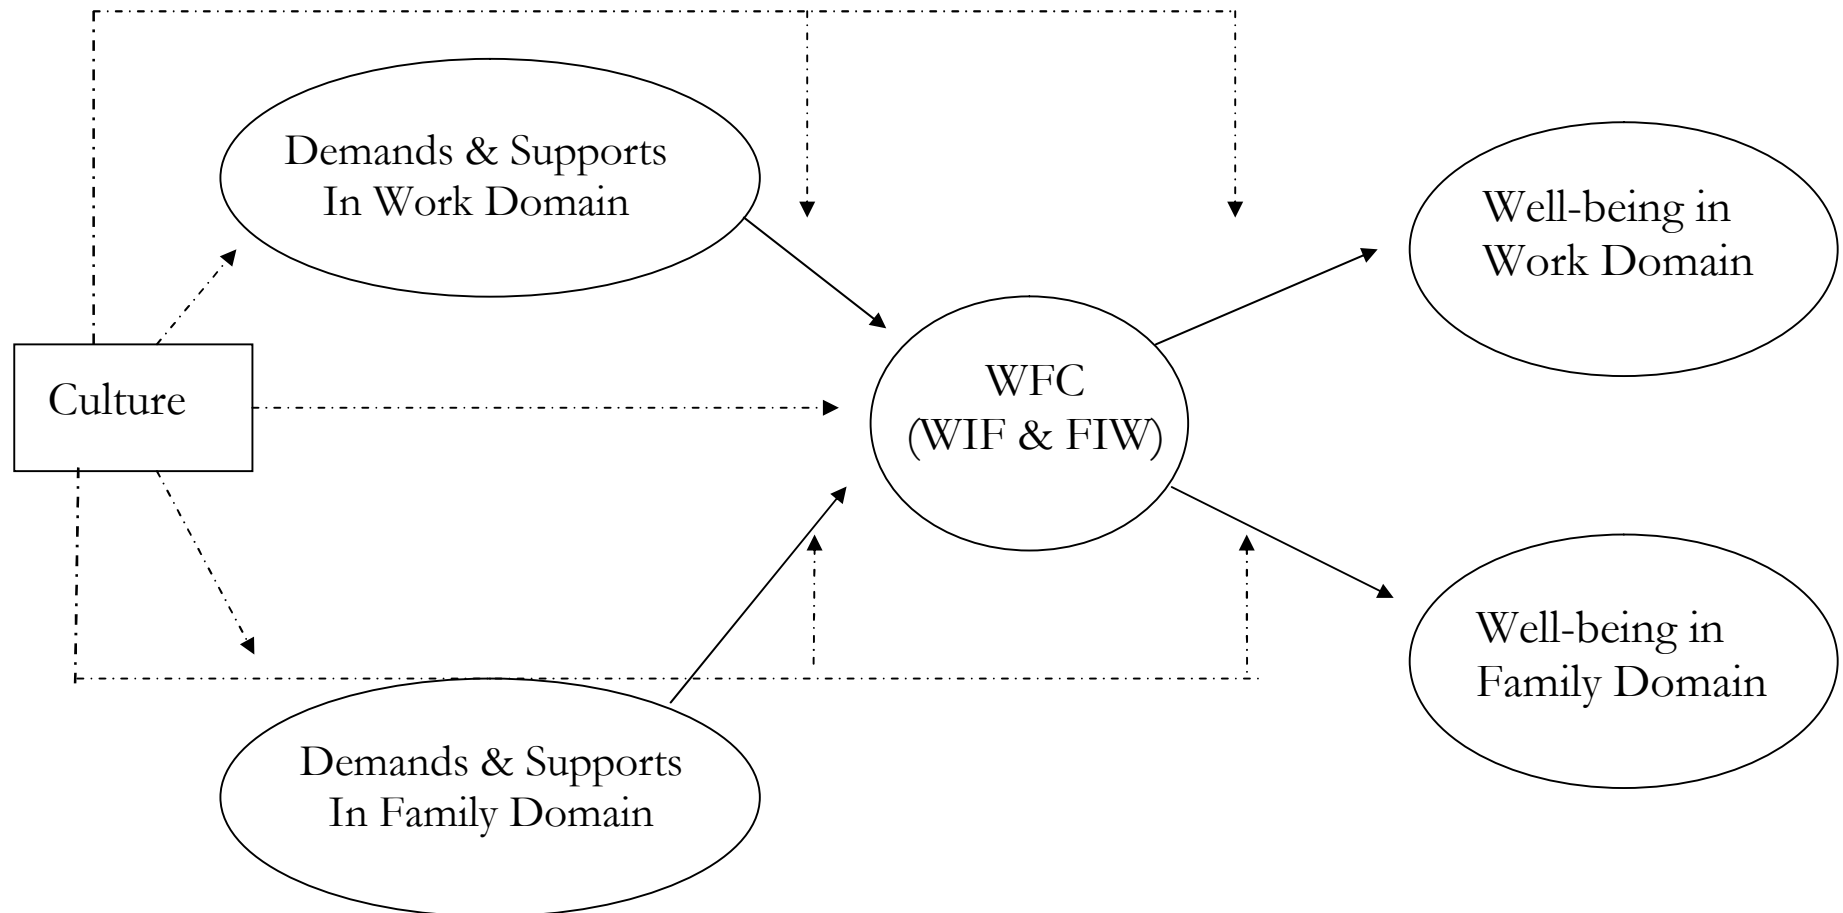 Demands & Supports
In Work Domain
Well-being in
Work Domain
Culture
WFC
(WIF & FIW)
Well-being in
Family Domain
Demands & Supports
In Family Domain